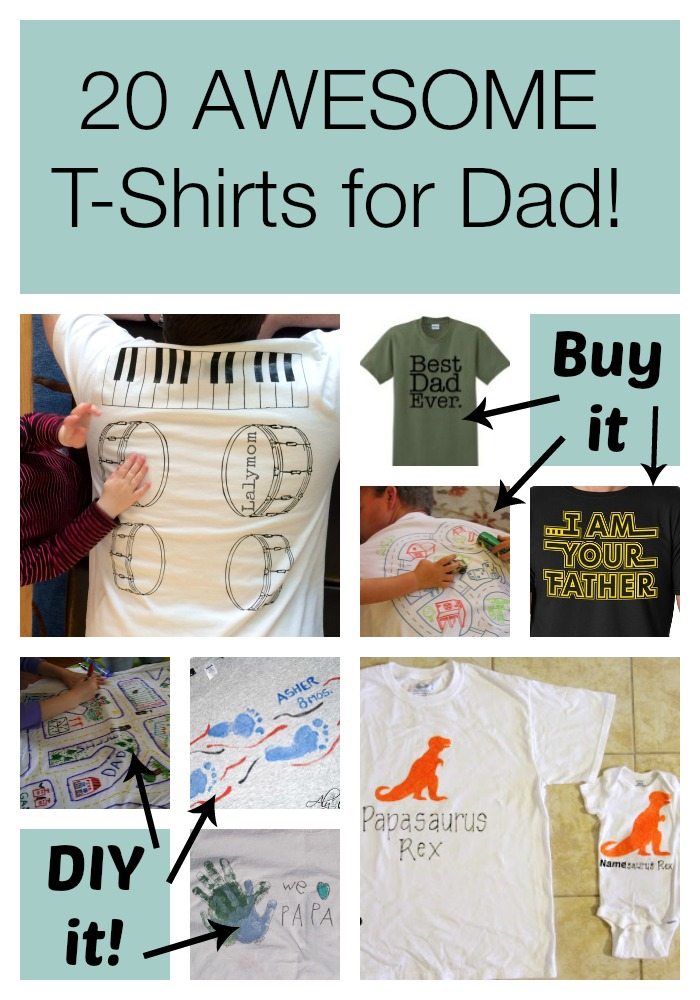 20 AWESOME
T-Shirts for Dad!
Lalymom
Best
Dad
Ever.
Buy
it
I AM
YOUR
FATHER
DAD
ASHER
8 MOS.
DIY
it!
we
PAPA
Papasaurus
Rex
Namesaurus Rex